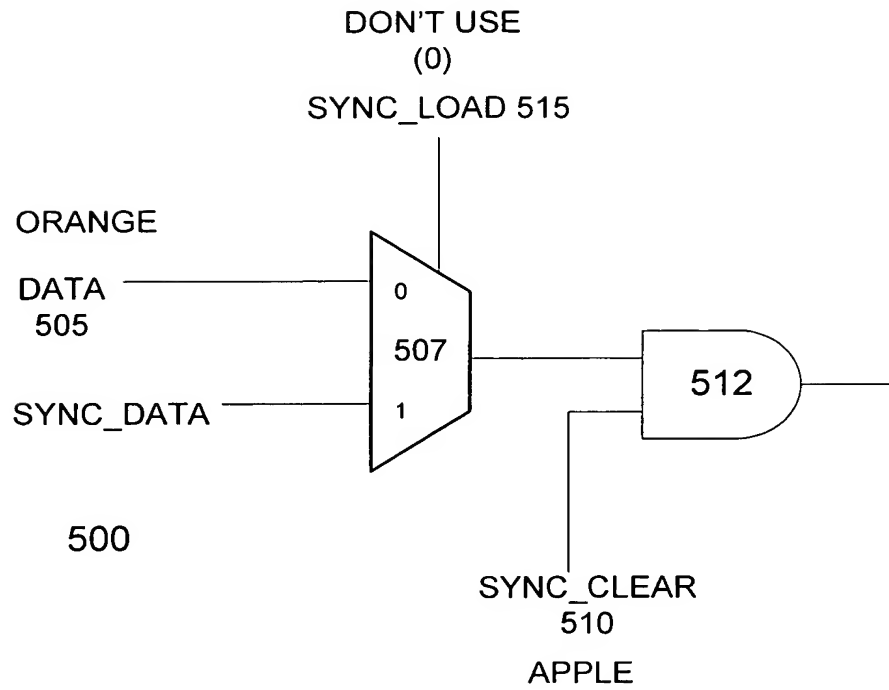 DON'T USE
(0)
SYNC_LOAD 515
ORANGE
DATA
505
0
507
1
SYNC_DATA
512
500
SYNC_CLEAR
510
APPLE